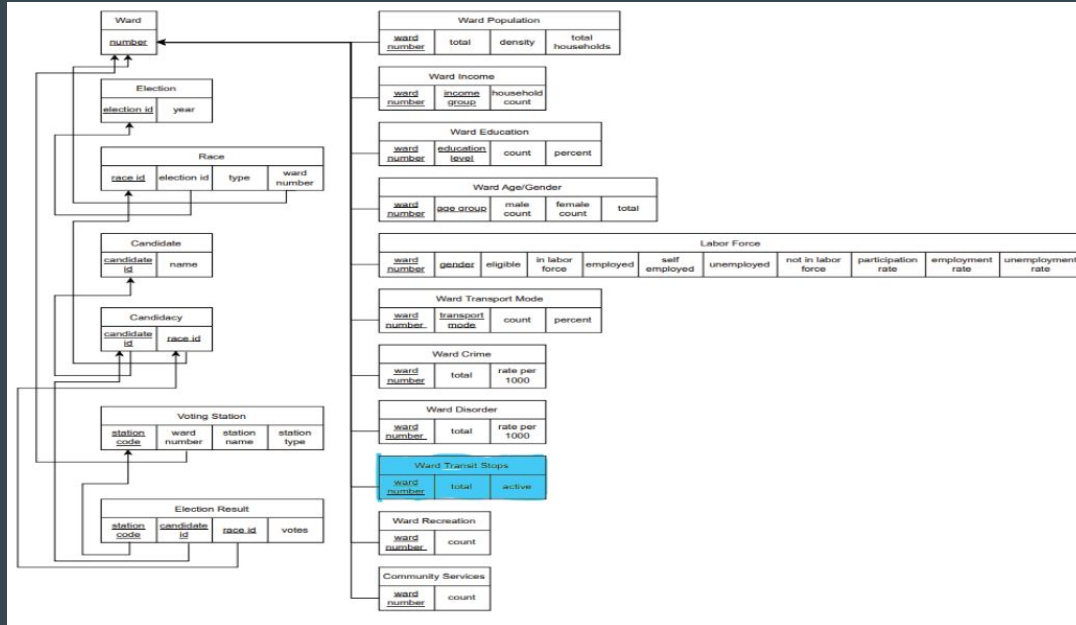 Ward
number
Election
election id year
Race
race id election id type ward number
Candidate
candidate id name
Candidacy
candidate id race id
Voting Station
station code ward number station name station type
Election Result
station code candidate id race id votes
Ward Population
ward number total density total households
Ward Income
ward number income group household count
Ward Education
ward number education level count percent
Ward Age/Gender
ward number age group male count female count total
Labor Force
ward number gender eligible in labor force employed self employed unemployed not in labor force participation rate employment rate unemployment rate
Ward Transport Mode
ward number transport mode count percent
Ward Crime
ward number total rate per 1000
Ward Disorder
ward number total rate per 1000
Ward Transit Stops
ward number total active
Ward Recreation
ward number count
Community Services
ward number count